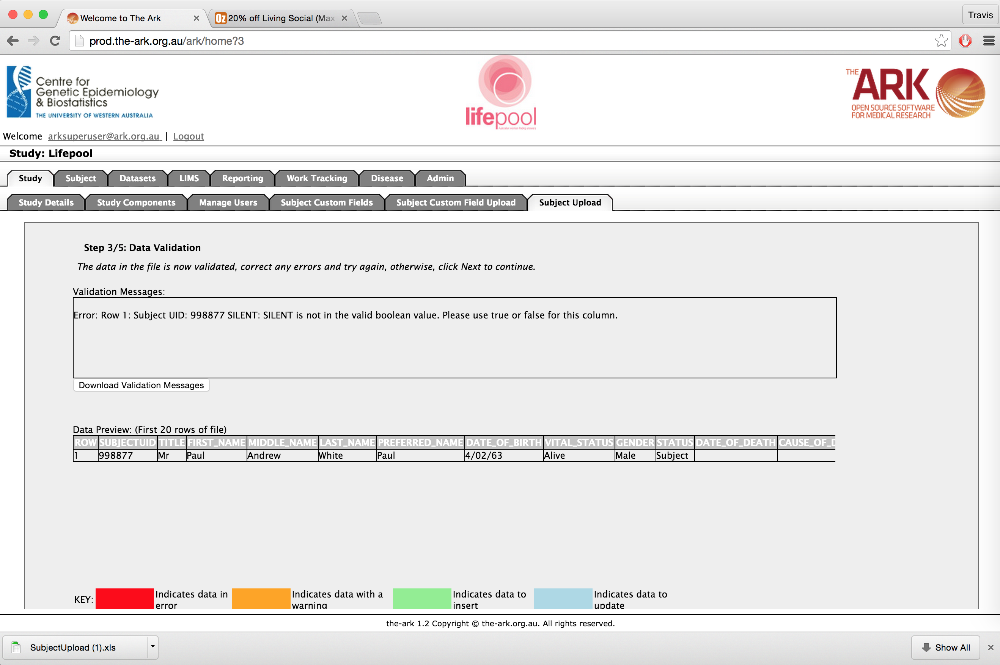 Welcome to The Ark
Oz 20% off Living Social (Max
Travis
prod.the-ark.org.au/ark/home?3
Centre for
Genetic Epidemiology
& Biostatistics
THE UNIVERSITY OF WESTERN AUSTRALIA
lifepool
THE ARK
OPEN SOURCE SOFTWARE
FOR MEDICAL RESEARCH
Welcome arksuperuser@ark.org.au | Logout
Study: Lifepool
Study Subject Datasets LIMS Reporting Work Tracking Disease Admin
Study Details Study Components Manage Users Subject Custom Fields Subject Custom Field Upload Subject Upload
Step 3/5: Data Validation
The data in the file is now validated, correct any errors and try again, otherwise, click Next to continue.
Validation Messages:
Error: Row 1: Subject UID: 998877 SILENT: SILENT is not in the valid boolean value. Please use true or false for this column.
Download Validation Messages
Data Preview: (First 20 rows of file)
ROW SUBJECTUID TITLE FIRST_NAME MIDDLE_NAME LAST_NAME PREFERRED_NAME DATE_OF_BIRTH VITAL_STATUS GENDER STATUS DATE_OF_DEATH CAUSE_OF_D
1 998877 Mr Paul Andrew White Paul 4/02/63 Alive Male Subject
KEY: Indicates data in error Indicates data with a warning Indicates data to insert Indicates data to update
the-ark 1.2 Copyright © the-ark.org.au. All rights reserved.
SubjectUpload (1).xls
Show All